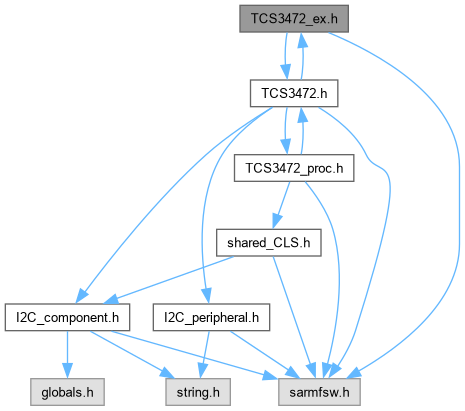 TCS3472_ex.h
TCS3472.h
TCS3472_proc.h
shared_CLS.h
I2C_component.h
I2C_peripheral.h
globals.h
string.h
sarmfsw.h